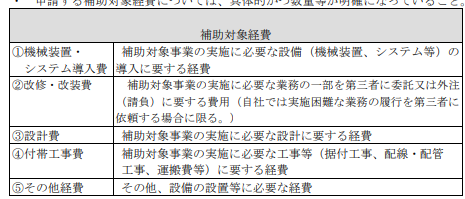 ・ 申請する補助対象経費については、具体的かつ数量等が明確になっていること。
補助対象経費
①機械装置・
システム導入費
補助対象事業の実施に必要な設備（機械装置、システム等）の
導入に要する経費
②改修・改装費
補助対象事業の実施に必要な業務の一部を第三者に委託又は外注
（請負）に要する費用（自社では実施困難な業務の履行を第三者に
依頼する場合に限る。）
③設計費
補助対象事業の実施に必要な設計に要する経費
④付帯工事費
補助対象事業の実施に必要な工事等（据付工事、配線・配管
工事、運搬費等）に要する経費
⑤その他経費
その他、設備の設置等に必要な経費